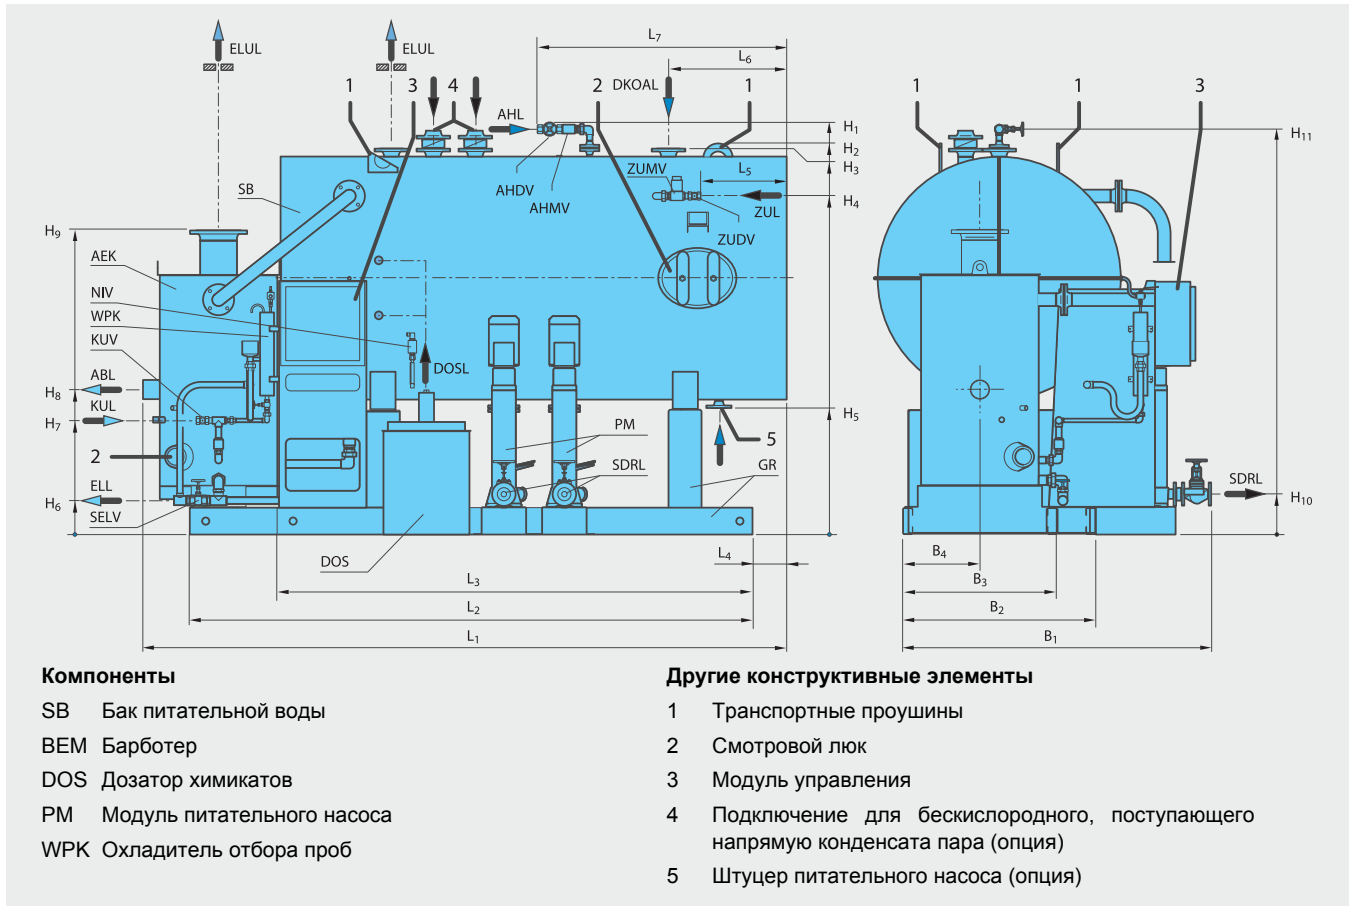 ELUL
ELUL
L7
L6
1
3
4
2
DKOAL
1
1
1
3
AHL
H1
H2
H3
H11
SB
AHDV
AHMV
ZUMV
L5
ZUL
H4
ZUDV
H9
AEK
NIV
WPK
KUV
ABL
H8
DOSL
KUL
H7
H5
PM
5
2
SDRL
GR
ELL
H6
SELV
SDRL
H10
DOS
L4
B4
L3
B3
L2
B2
L1
B1
Компоненты
SB Бак питательной воды
BEM Барботер
DOS Дозатор химикатов
PM Модуль питательного насоса
WPK Охладитель отбора проб
Другие конструктивные элементы
1 Транспортные проушины
2 Смотровой люк
3 Модуль управления
4 Подключение для бескислородного, поступающего
напрямую конденсата пара (опция)
5 Штуцер питательного насоса (опция)